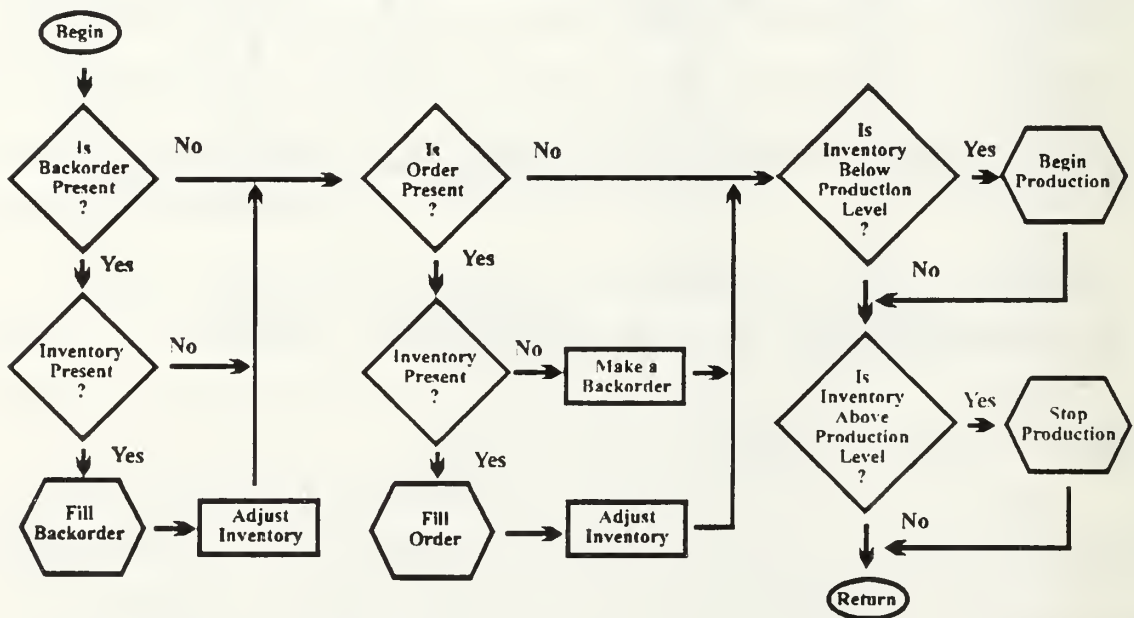 Begin
Is
Backorder
Present
?
No
Yes
Inventory
Present
?
No
Yes
Fill
Backorder
Adjust
Inventory
Is
Order
Present
?
No
Yes
Inventory
Present
?
No
Make a
Backorder
Yes
Fill
Order
Adjust
Inventory
Is
Inventory
Below
Production
Level
?
Yes
Begin
Production
No
Is
Inventory
Above
Production
Level
?
Yes
Stop
Production
No
Return